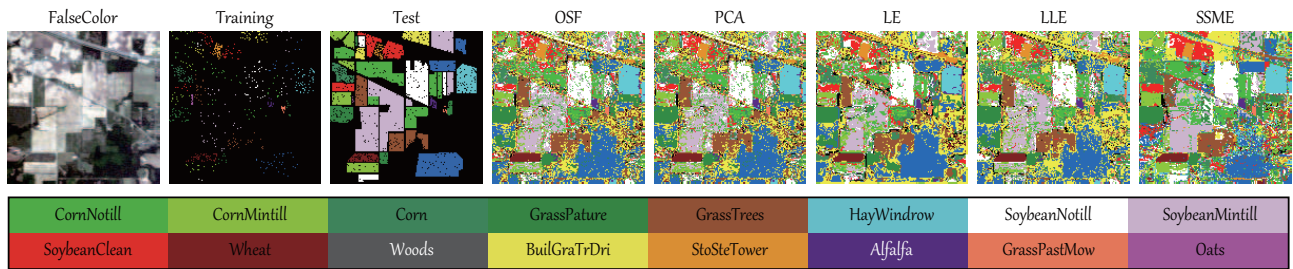 FalseColor Training Test OSF PCA LE LLE SSME
CornNotill CornMintill Corn GrassPature GrassTrees HayWindrow SoybeanNotill SoybeanMintill
SoybeanClean Wheat Woods BuilGraTrDri StoSteTower Alfalfa GrassPastMow Oats